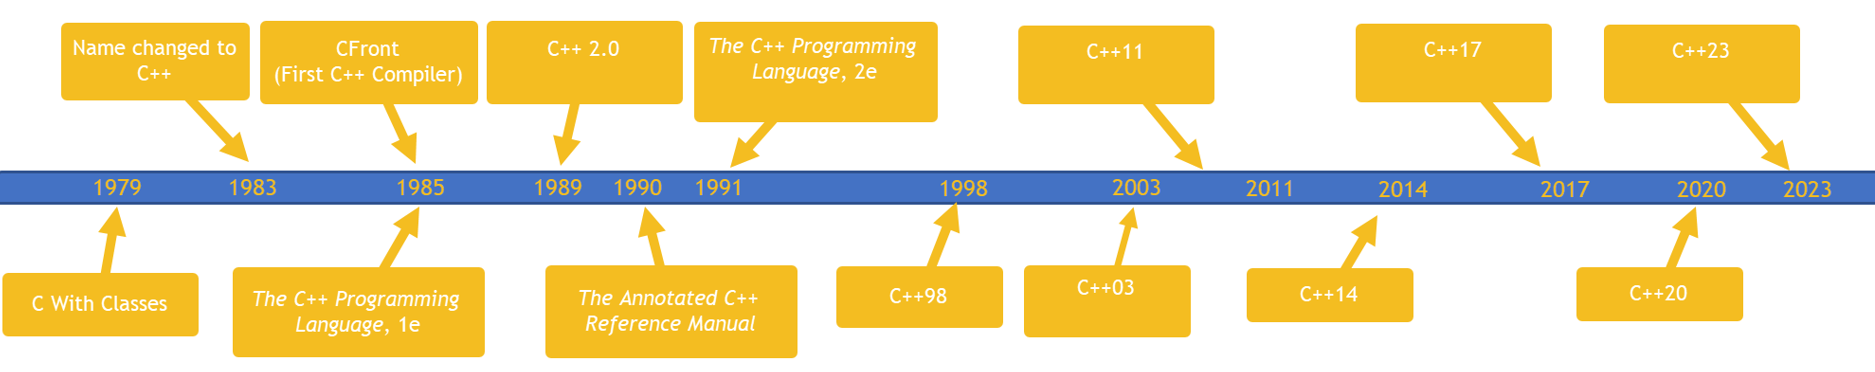 Name changed to
C++
CFront
(First C++ Compiler)
C++ 2.0
The C++ Programming
Language, 2e
C++11
C++17
C++23
1979 1983 1985 1989 1990 1991 1998 2003 2011 2014 2017 2020 2023
C With Classes
The C++ Programming
Language, 1e
The Annotated C++
Reference Manual
C++98
C++03
C++14
C++20